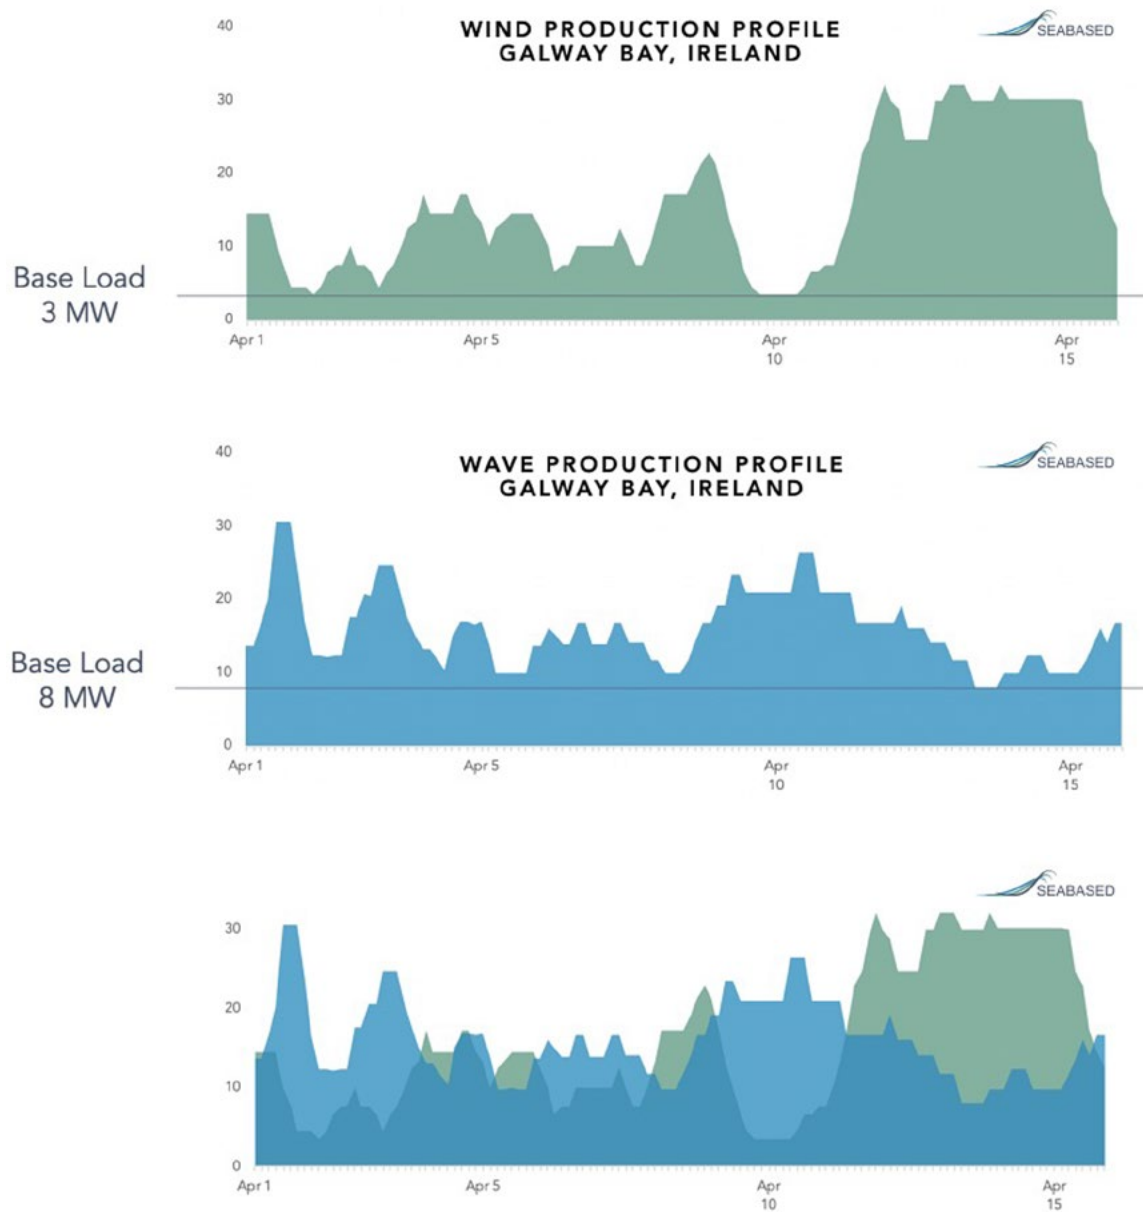 WIND PRODUCTION PROFILE
GALWAY BAY, IRELAND
SEABASED
40
30
20
10
0
Base Load
3 MW
Apr 1
Apr 5
Apr
10
Apr
15
WAVE PRODUCTION PROFILE
GALWAY BAY, IRELAND
SEABASED
40
30
20
10
0
Base Load
8 MW
Apr 1
Apr 5
Apr
10
Apr
15
SEABASED
30
20
10
0
Apr 1
Apr 5
Apr
10
Apr
15